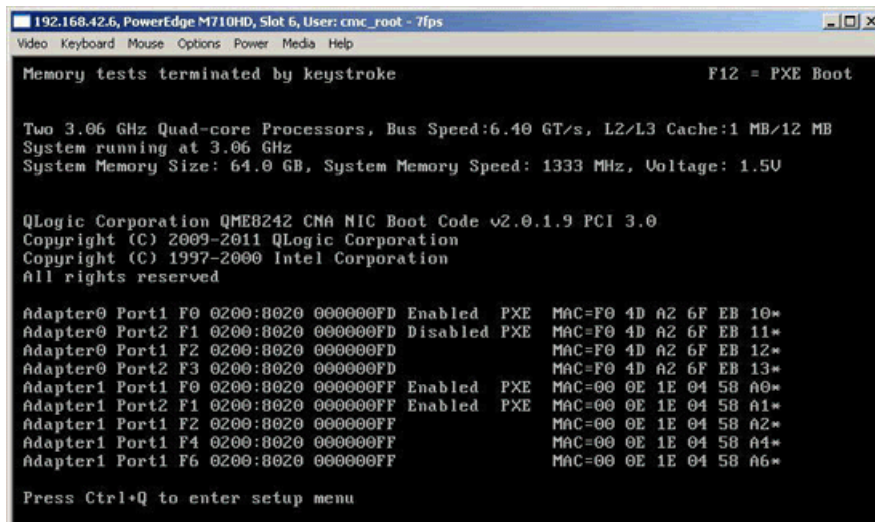 192.168.42.6, PowerEdge M710HD, Slot 6, User: cmc_root - 7fps
Video Keyboard Mouse Options Power Media Help
Memory tests terminated by keystroke F12 = PXE Boot
Two 3.06 GHz Quad-core Processors, Bus Speed:6.40 GT/s, L2/L3 Cache:1 MB/12 MB
System running at 3.06 GHz
System Memory Size: 64.0 GB, System Memory Speed: 1333 MHz, Voltage: 1.5V
QLogic Corporation QME8242 CNA NIC Boot Code v2.0.1.9 PCI 3.0
Copyright (C) 2009-2011 QLogic Corporation
Copyright (C) 1997-2000 Intel Corporation
All rights reserved
Adapter0 Port1 F0 0200:8020 000000FD Enabled PXE MAC=F0 4D A2 6F EB 10*
Adapter0 Port2 F1 0200:8020 000000FD Disabled PXE MAC=F0 4D A2 6F EB 11*
Adapter0 Port1 F2 0200:8020 000000FD MAC=F0 4D A2 6F EB 12*
Adapter0 Port2 F3 0200:8020 000000FD MAC=F0 4D A2 6F EB 13*
Adapter1 Port1 F0 0200:8020 000000FF Enabled PXE MAC=00 0E 1E 04 58 A0*
Adapter1 Port2 F1 0200:8020 000000FF Enabled PXE MAC=00 0E 1E 04 58 A1*
Adapter1 Port1 F2 0200:8020 000000FF MAC=00 0E 1E 04 58 A2*
Adapter1 Port1 F4 0200:8020 000000FF MAC=00 0E 1E 04 58 A4*
Adapter1 Port1 F6 0200:8020 000000FF MAC=00 0E 1E 04 58 A6*
Press Ctrl+Q to enter setup menu